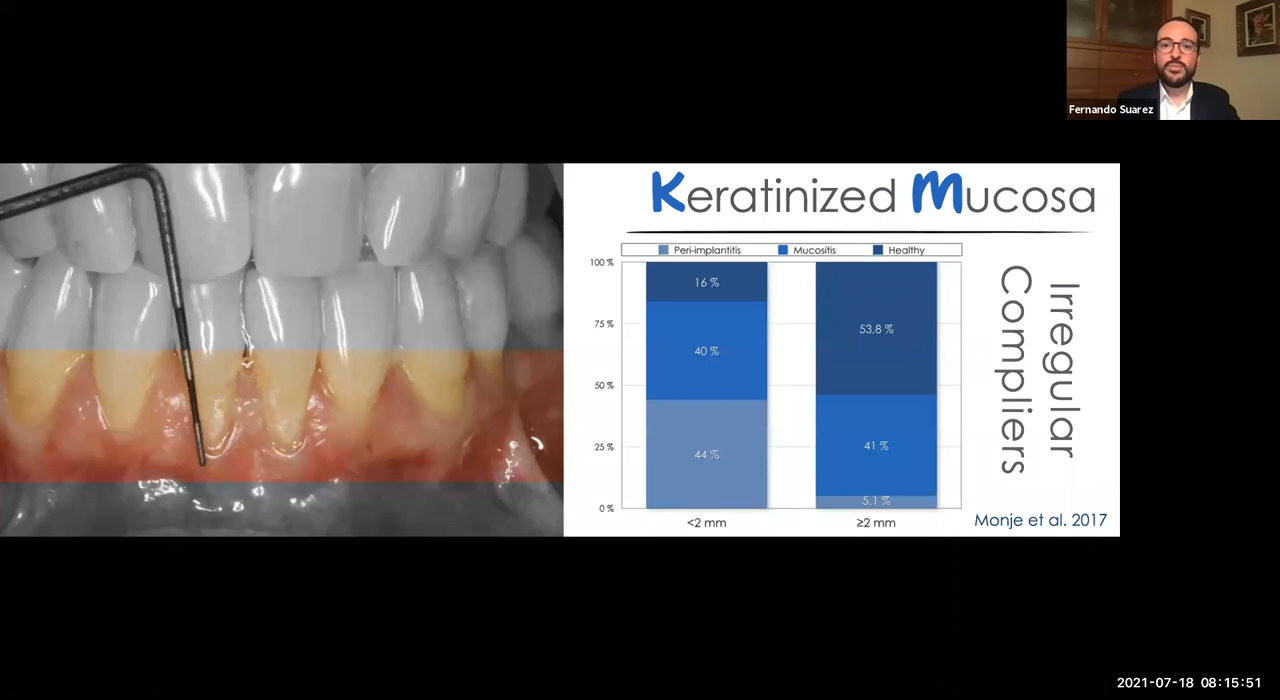 Fernando Suarez
Keratinized Mucosa
Peri-implantitis Mucositis Healthy
100 %
75 %
50 %
25 %
0 %
16 %
40 %
44 %
53,8 %
41 %
5,1 %
<2 mm
≥2 mm
Irregular
Compliers
Monje et al. 2017
2021-07-18 08:15:51